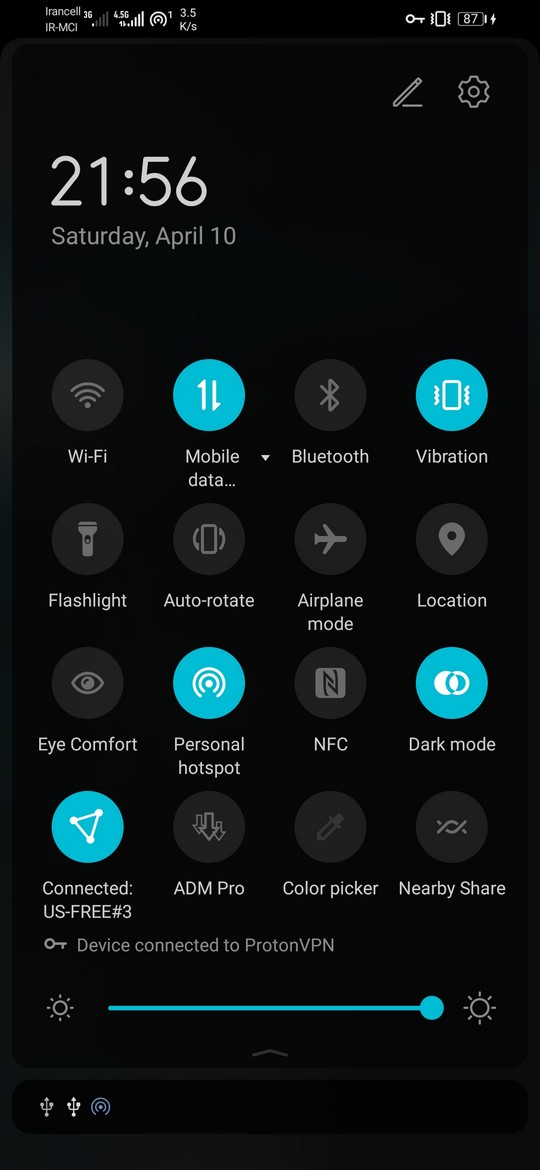 Irancell 3G 4.5G 1 3.5
IR-MCI K/s 87
21:56
Saturday, April 10
Wi-Fi
Mobile
data...
Bluetooth
Vibration
Flashlight
Auto-rotate
Airplane
mode
Location
Eye Comfort
Personal
hotspot
NFC
Dark mode
Connected:
US-FREE#3
ADM Pro
Color picker
Nearby Share
Device connected to ProtonVPN